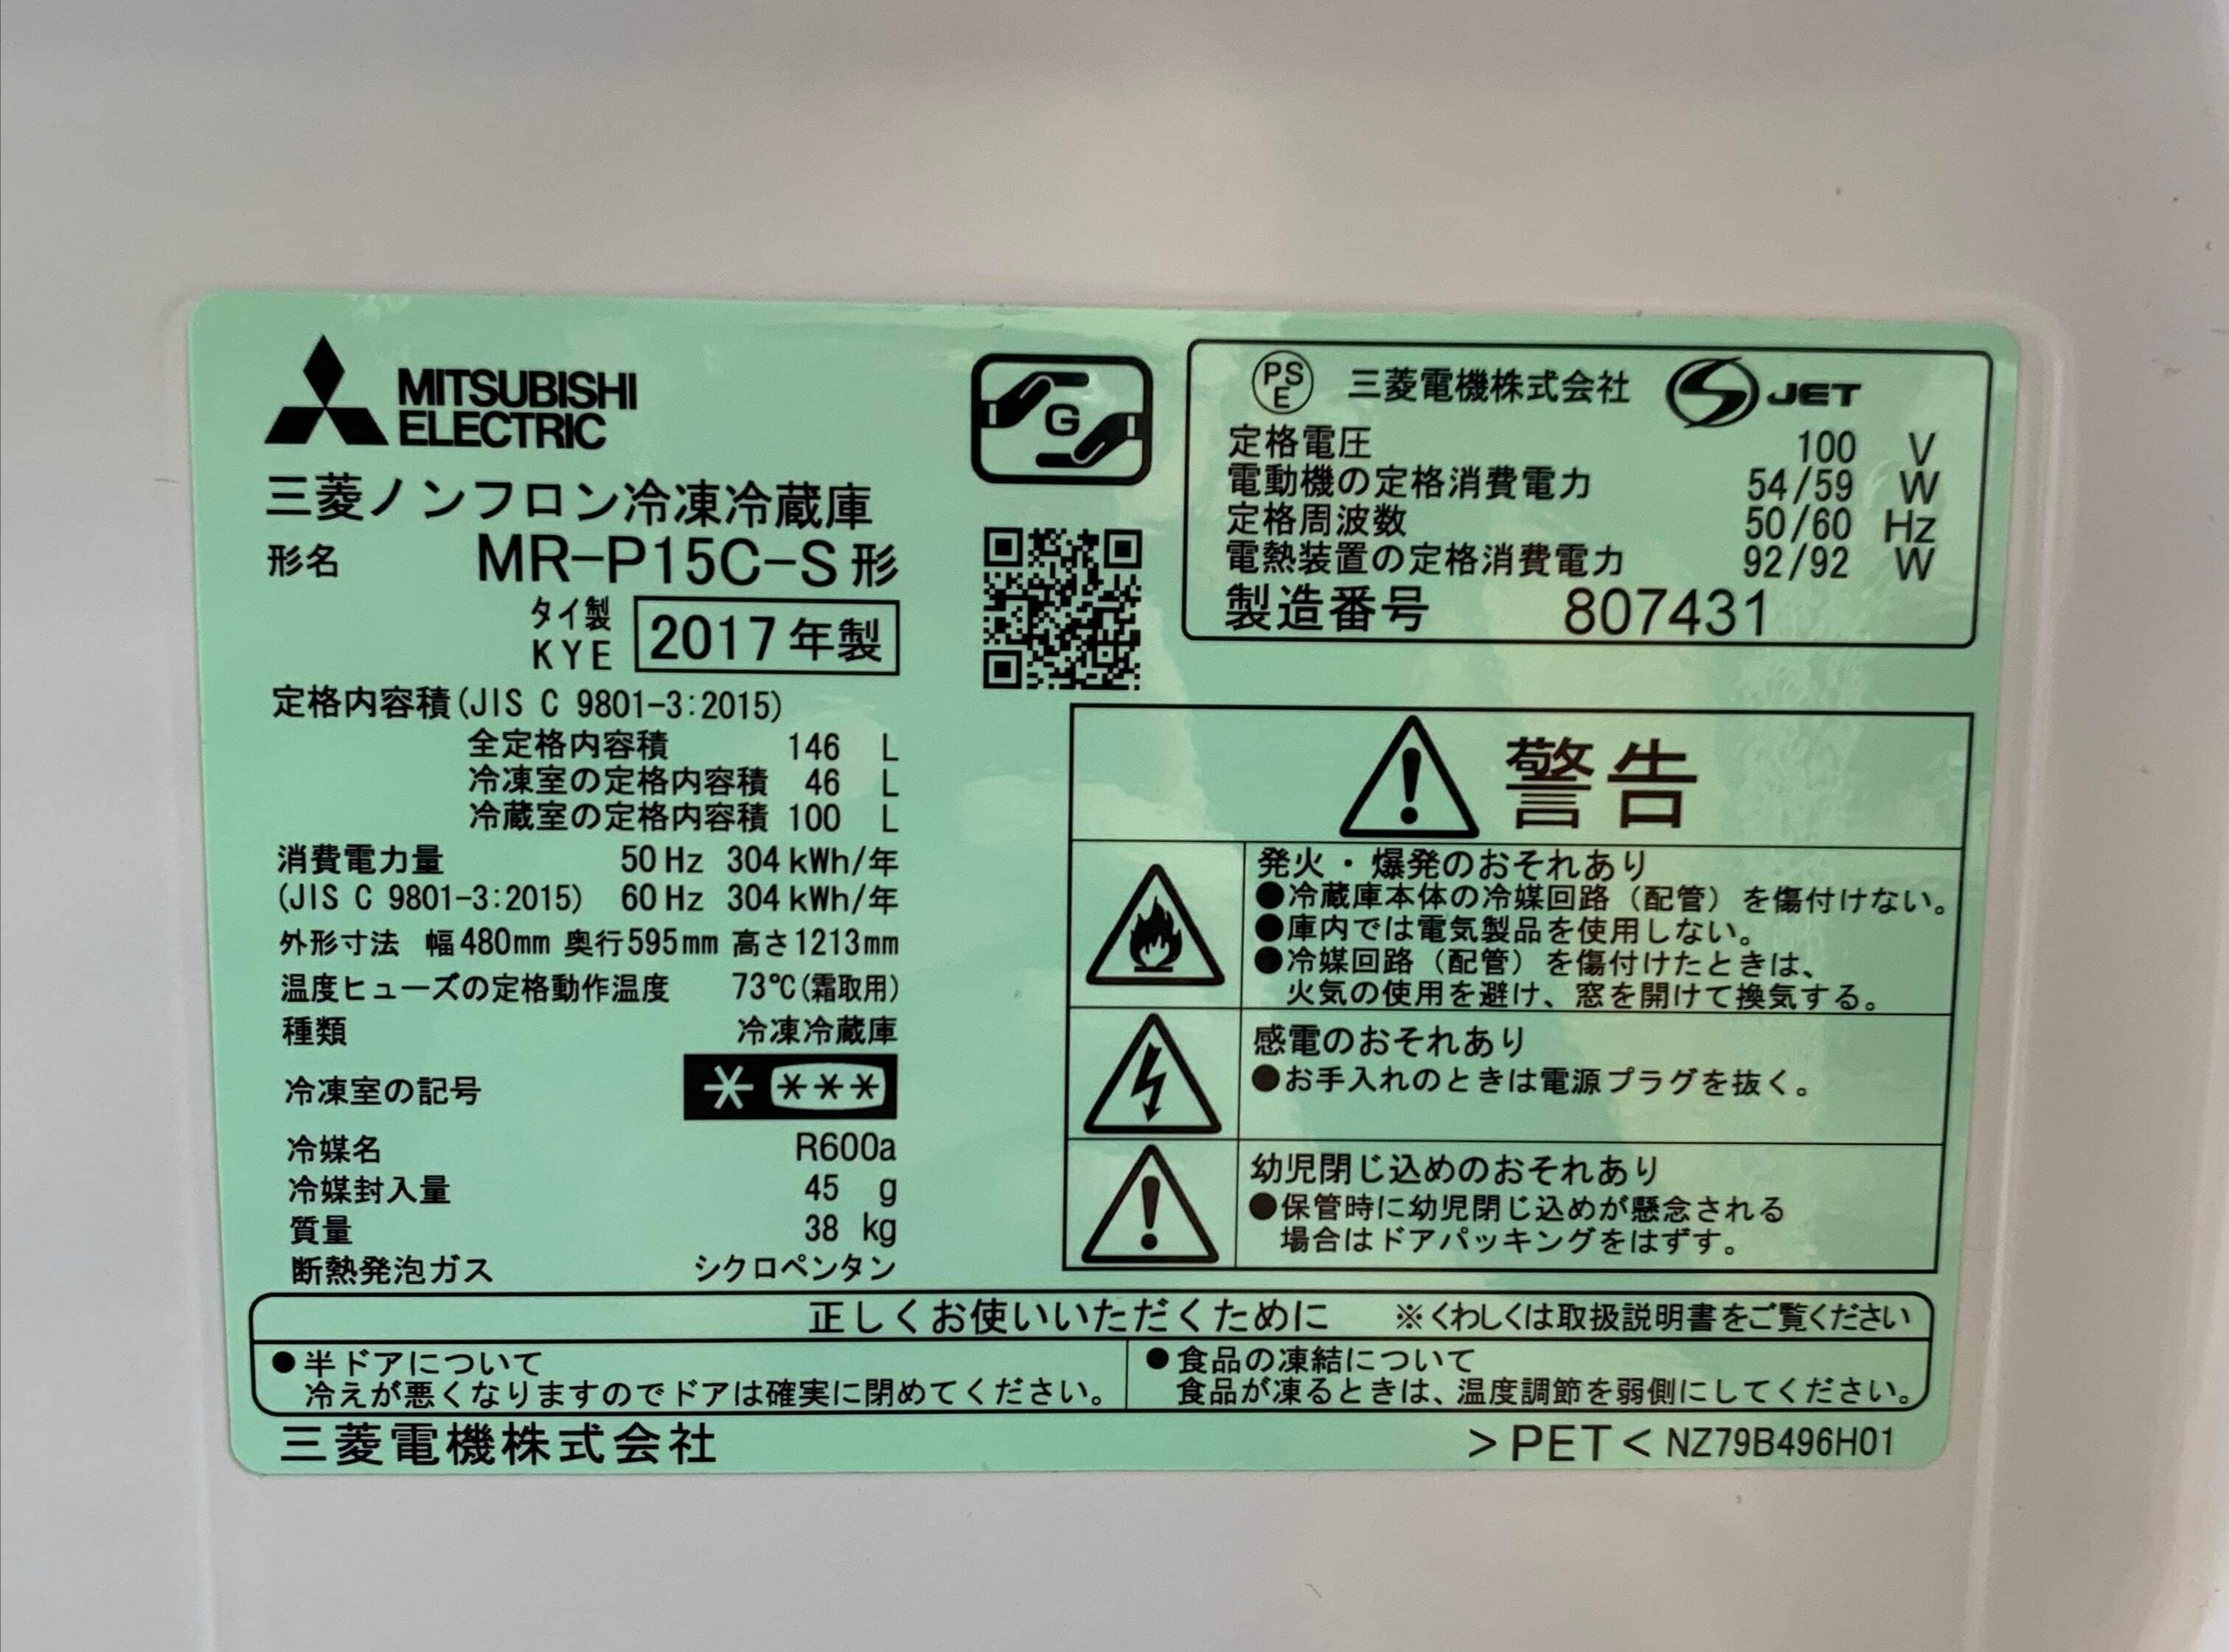 MITSUBISHI
ELECTRIC
三菱ノンフロン冷凍冷蔵庫
形名 MR-P15C-S形
タイ製
KYE
2017年製
定格内容積(JIS C 9801-3:2015)
全定格内容積 146 L
冷凍室の定格内容積 46 L
冷蔵室の定格内容積 100 L
消費電力量 50Hz 304kWh/年
(JIS C 9801-3:2015) 60Hz 304kWh/年
外形寸法 幅480mm 奥行595mm 高さ1213mm
温度ヒューズの定格動作温度 73℃(霜取用)
種類 冷凍冷蔵庫
冷凍室の記号 * ***
冷媒名 R600a
冷媒封入量 45 g
質量 38 kg
断熱発泡ガス シクロペンタン
G
PSE 三菱電機株式会社 S JET
定格電圧 100 V
電動機の定格消費電力 54/59 W
定格周波数 50/60 Hz
電熱装置の定格消費電力 92/92 W
製造番号 807431
警告
発火・爆発のおそれあり
●冷蔵庫本体の冷媒回路(配管)を傷付けない。
●庫内では電気製品を使用しない。
●冷媒回路(配管)を傷付けたときは、
火気の使用を避け、窓を開けて換気する。
感電のおそれあり
●お手入れのときは電源プラグを抜く。
幼児閉じ込めのおそれあり
●保管時に幼児閉じ込めが懸念される
場合はドアパッキングをはずす。
正しくお使いいただくために ※くわしくは取扱説明書をご覧ください
●半ドアについて
冷えが悪くなりますのでドアは確実に閉めてください。
●食品の凍結について
食品が凍るときは、温度調節を弱側にしてください。
三菱電機株式会社
>PET< NZ79B496H01